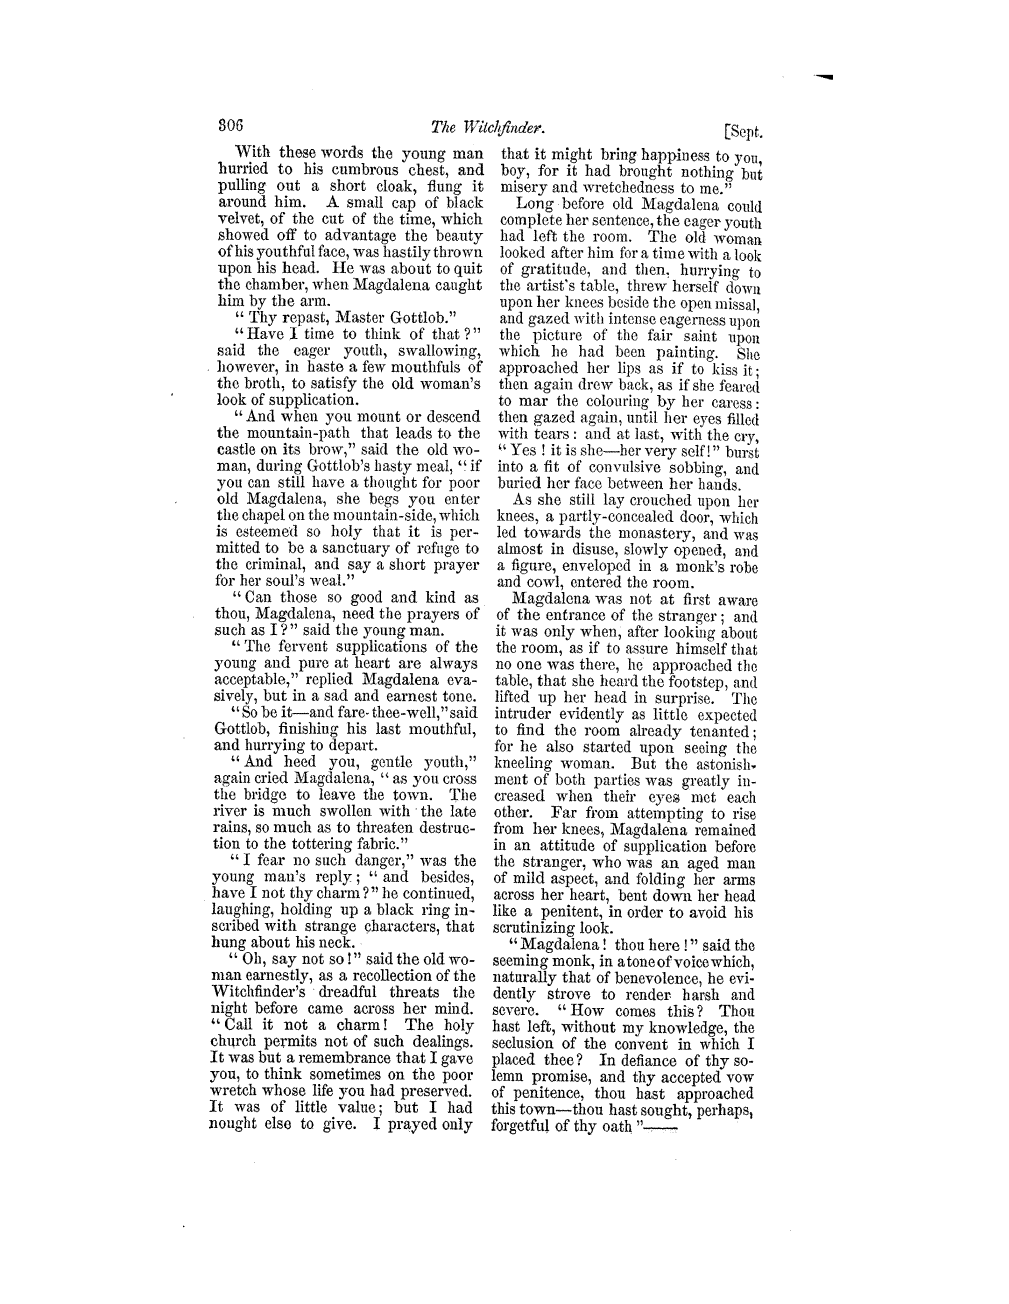 306
The Witchfinder.
[Sept.
With these words the young man
hurried to his cumbrous chest, and
pulling out a short cloak, flung it
around him. A small cap of black
velvet, of the cut of the time, which
showed off to advantage the beauty
of his youthful face, was hastily thrown
upon his head. He was about to quit
the chamber, when Magdalena caught
him by the arm.
“ Thy repast, Master Gottlob.”
“ Have I time to think of that ?”
said the eager youth, swallowing,
however, in haste a few mouthfuls of
the broth, to satisfy the old woman's
look of supplication.
“ And when you mount or descend
the mountain-path that leads to the
castle on its brow,” said the old wo-
man, during Gottlob's hasty meal, “ if
you can still have a thought for poor
old Magdalena, she begs you enter
the chapel on the mountain-side, which
is esteemed so holy that it is per-
mitted to be a sanctuary of refuge to
the criminal, and say a short prayer
for her soul's weal.”
“ Can those so good and kind as
thou, Magdalena, need the prayers of
such as I ?” said the young man.
“ The fervent supplications of the
young and pure at heart are always
acceptable,” replied Magdalena eva-
sively, but in a sad and earnest tone.
“ So be it—and fare-thee-well,” said
Gottlob, finishing his last mouthful,
and hurrying to depart.
“ And heed you, gentle youth,”
again cried Magdalena, “ as you cross
the bridge to leave the town. The
river is much swollen with the late
rains, so much as to threaten destruc-
tion to the tottering fabric.”
“ I fear no such danger,” was the
young man's reply ; “ and besides,
have I not thy charm ?” he continued,
laughing, holding up a black ring in-
scribed with strange characters, that
hung about his neck.
“ Oh, say not so !” said the old wo-
man earnestly, as a recollection of the
Witchfinder's dreadful threats the
night before came across her mind.
“ Call it not a charm ! The holy
church permits not of such dealings.
It was but a remembrance that I gave
you, to think sometimes on the poor
wretch whose life you had preserved.
It was of little value ; but I had
nought else to give. I prayed only
that it might bring happiness to you,
boy, for it had brought nothing but
misery and wretchedness to me.”
Long before old Magdalena could
complete her sentence, the eager youth
had left the room. The old woman
looked after him for a time with a look
of gratitude, and then, hurrying to
the artist's table, threw herself down
upon her knees beside the open missal,
and gazed with intense eagerness upon
the picture of the fair saint upon
which he had been painting. She
approached her lips as if to kiss it ;
then again drew back, as if she feared
to mar the colouring by her caress :
then gazed again, until her eyes filled
with tears : and at last, with the cry,
“ Yes ! it is she—her very self !” burst
into a fit of convulsive sobbing, and
buried her face between her hands.
As she still lay crouched upon her
knees, a partly-concealed door, which
led towards the monastery, and was
almost in disuse, slowly opened, and
a figure, enveloped in a monk's robe
and cowl, entered the room.
Magdalena was not at first aware
of the entrance of the stranger ; and
it was only when, after looking about
the room, as if to assure himself that
no one was there, he approached the
table, that she heard the footstep, and
lifted up her head in surprise. The
intruder evidently as little expected
to find the room already tenanted ;
for he also started upon seeing the
kneeling woman. But the astonish-
ment of both parties was greatly in-
creased when their eyes met each
other. Far from attempting to rise
from her knees, Magdalena remained
in an attitude of supplication before
the stranger, who was an aged man
of mild aspect, and folding her arms
across her heart, bent down her head
like a penitent, in order to avoid his
scrutinizing look.
“ Magdalena ! thou here !” said the
seeming monk, in a tone of voice which,
naturally that of benevolence, he evi-
dently strove to render harsh and
severe. “ How comes this ? Thou
hast left, without my knowledge, the
seclusion of the convent in which I
placed thee ? In defiance of thy so-
lemn promise, and thy accepted vow
of penitence, thou hast approached
this town—thou hast sought, perhaps,
forgetful of thy oath ”——